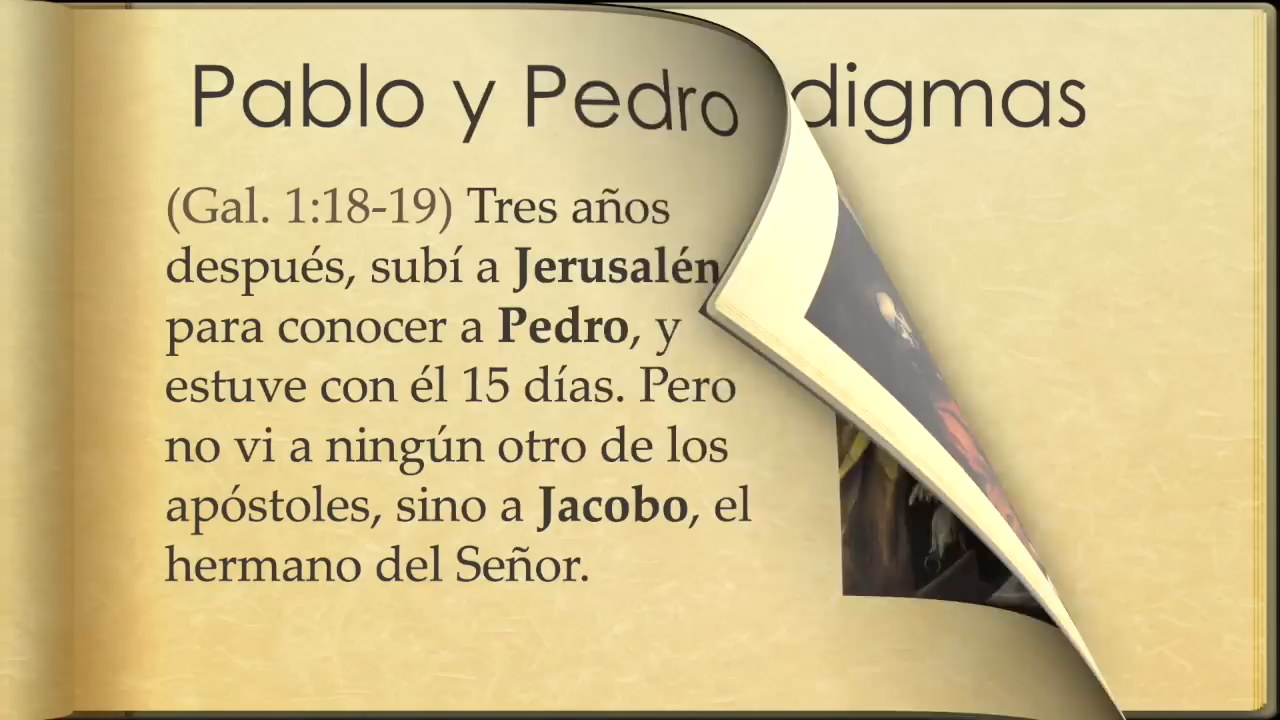 Pablo y Pedro digmas
(Gal. 1:18-19) Tres años
después, subí a Jerusalén
para conocer a Pedro, y
estuve con él 15 días. Pero
no vi a ningún otro de los
apóstoles, sino a Jacobo, el
hermano del Señor.